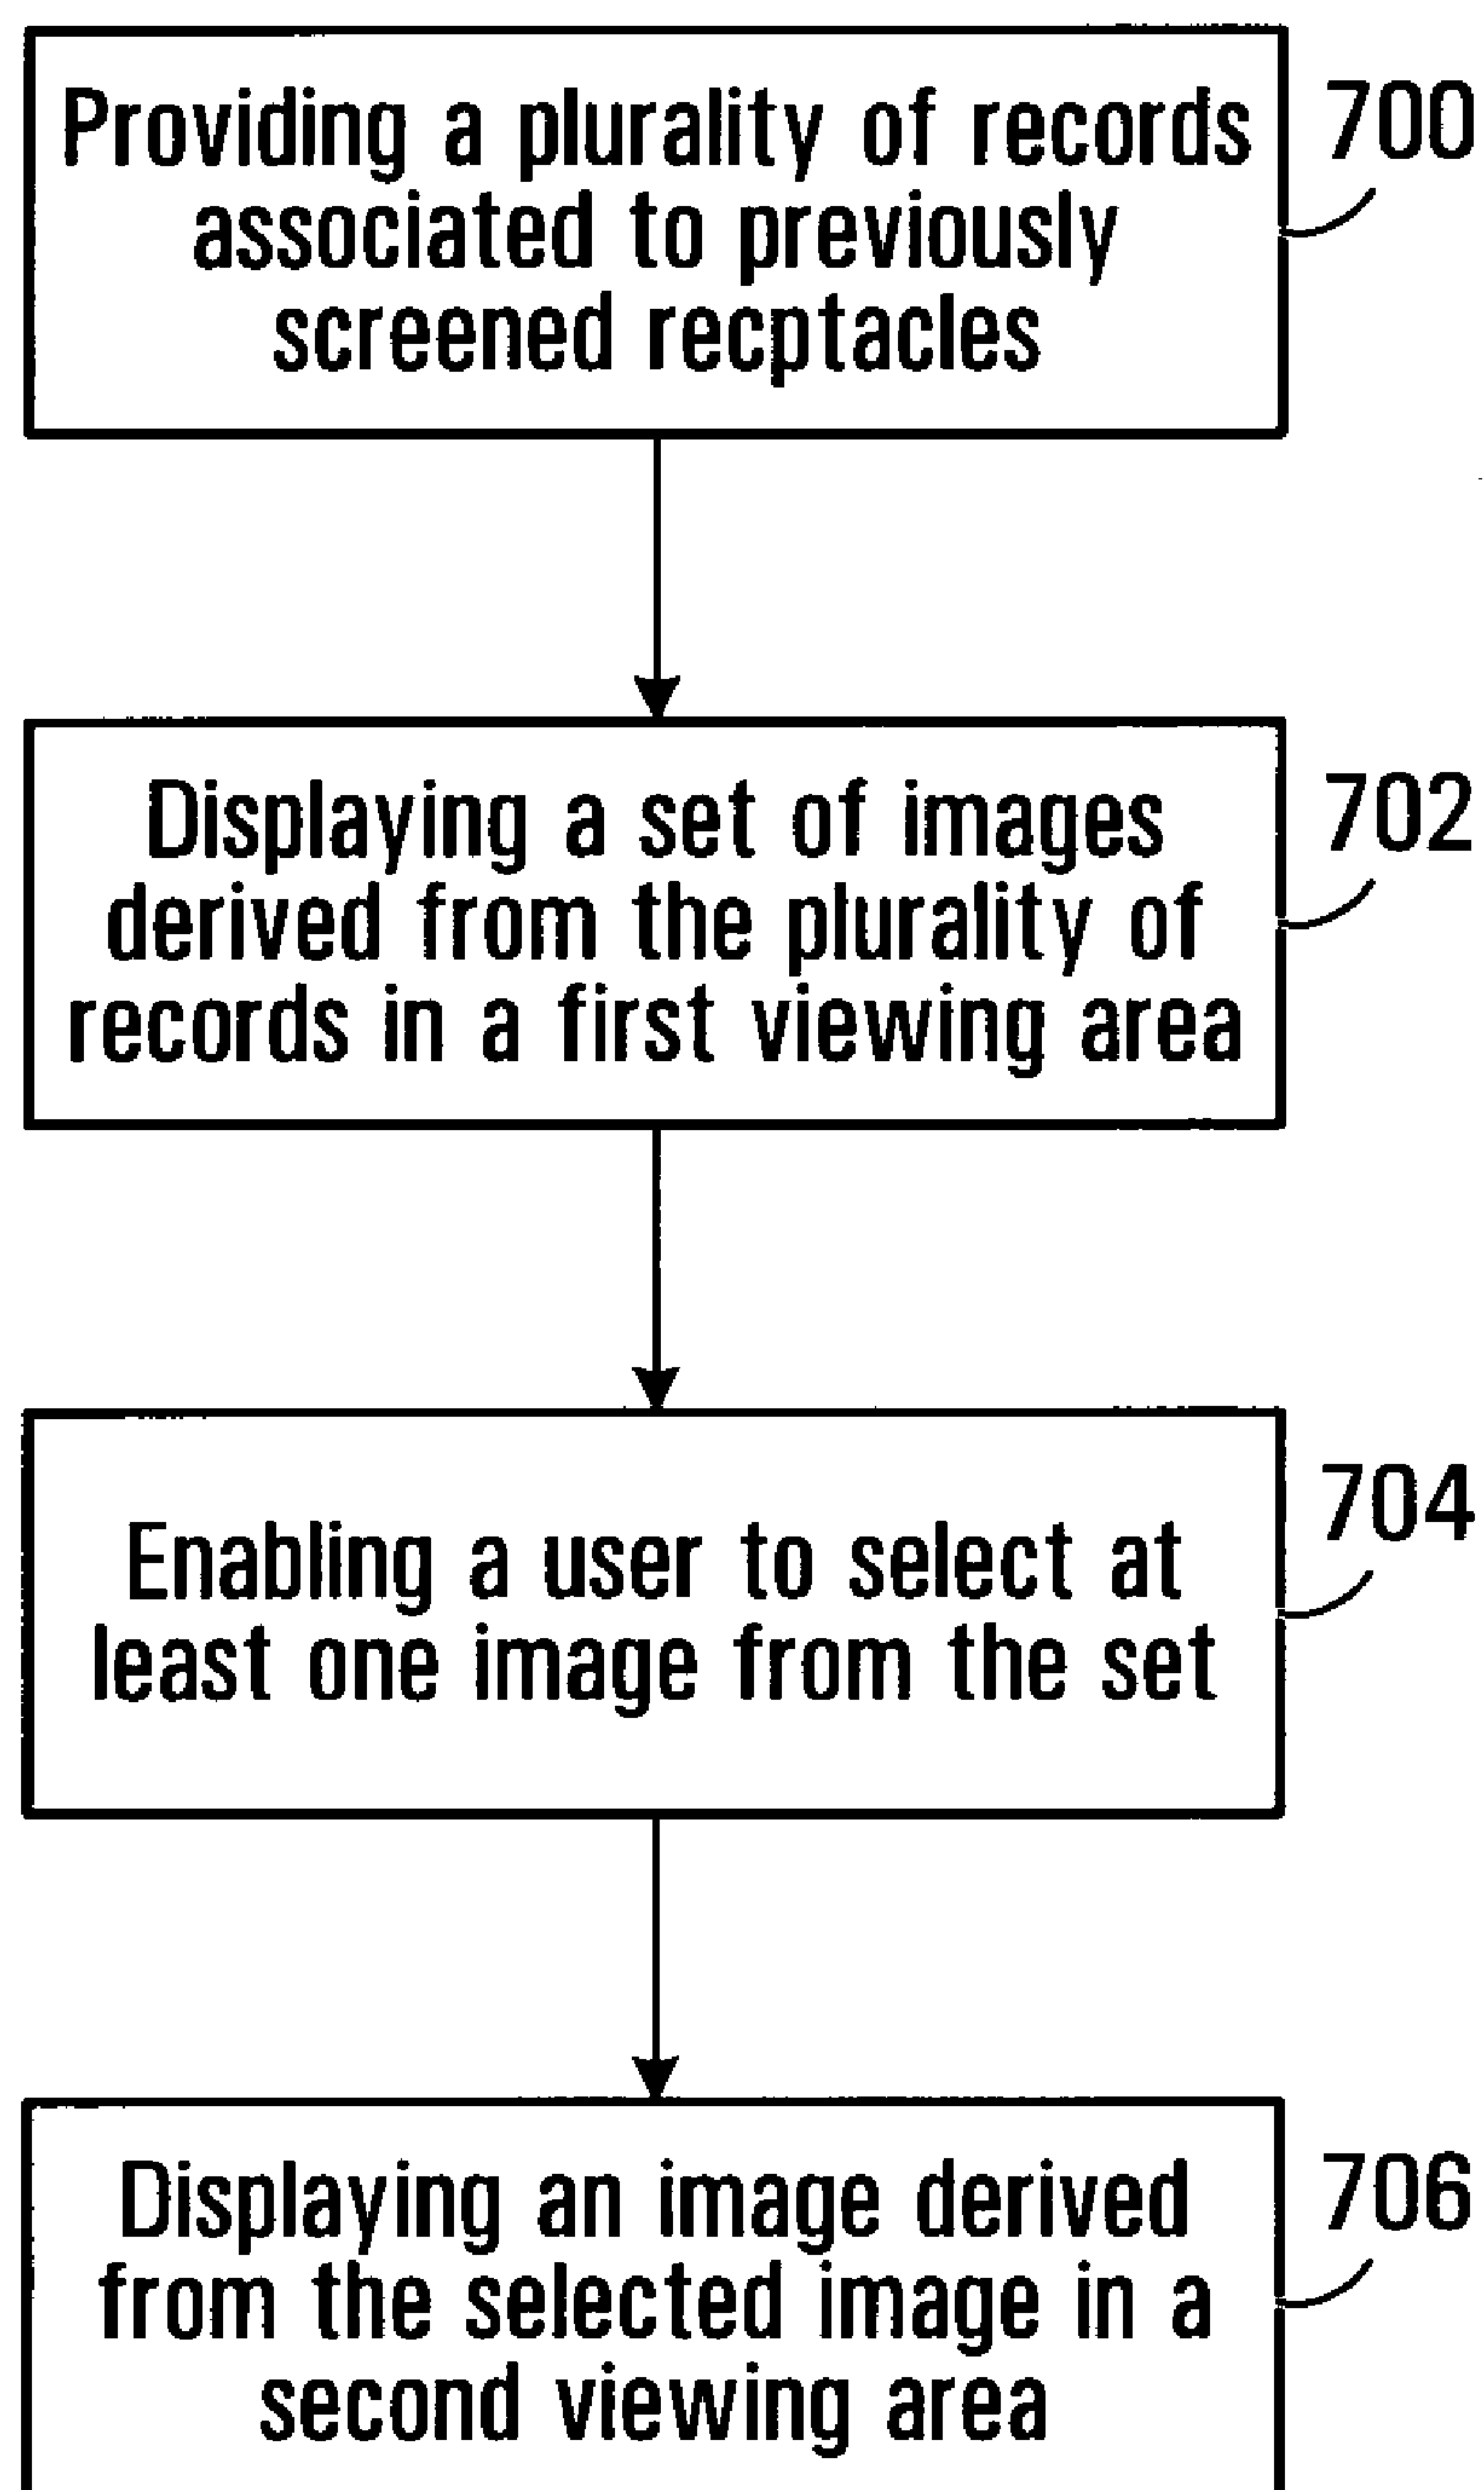 Providing a plurality of records
associated to previously
screened recptacles
700
Displaying a set of images
derived from the plurality of
records in a first viewing area
702
Enabling a user to select at
least one image from the set
704
Displaying an image derived
from the selected image in a
second viewing area
706